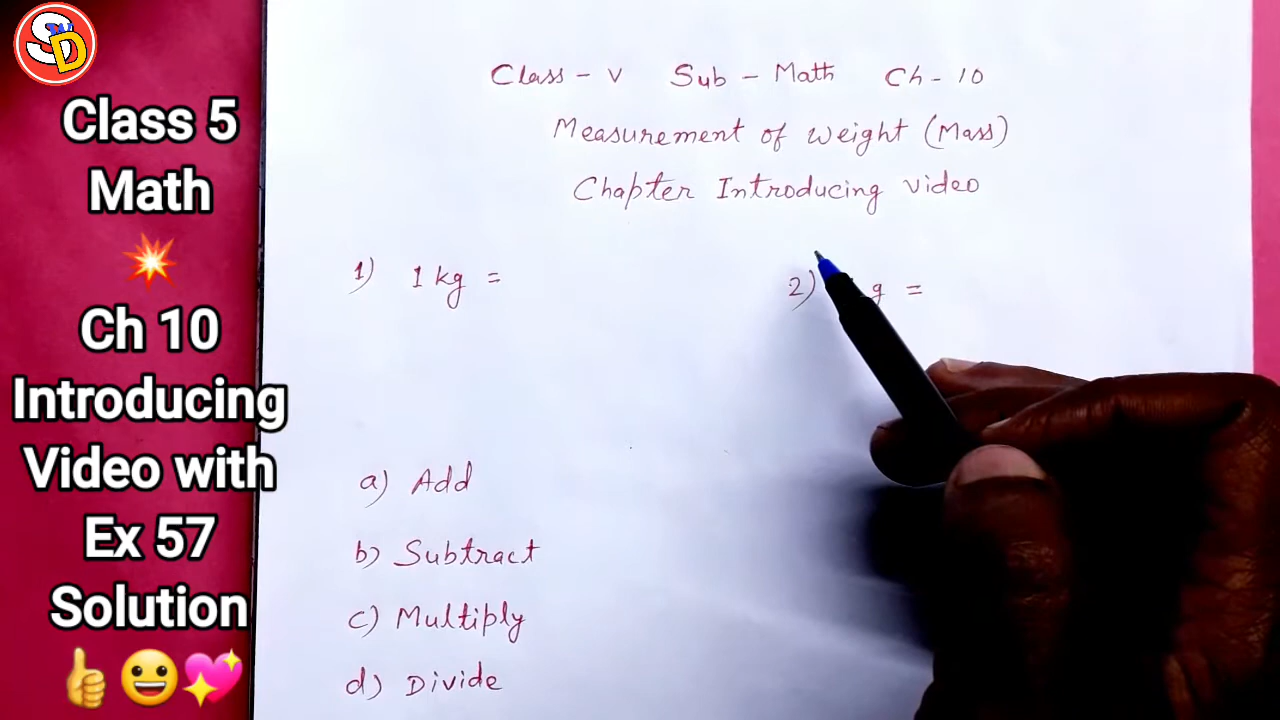 SWD
Class 5
Math
Ch 10
Introducing
Video with
Ex 57
Solution
Class - V Sub - Math Ch - 10
Measurement of weight (Mass)
Chapter Introducing video
1) 1 kg =
2) g =
a) Add
b) Subtract
c) Multiply
d) Divide